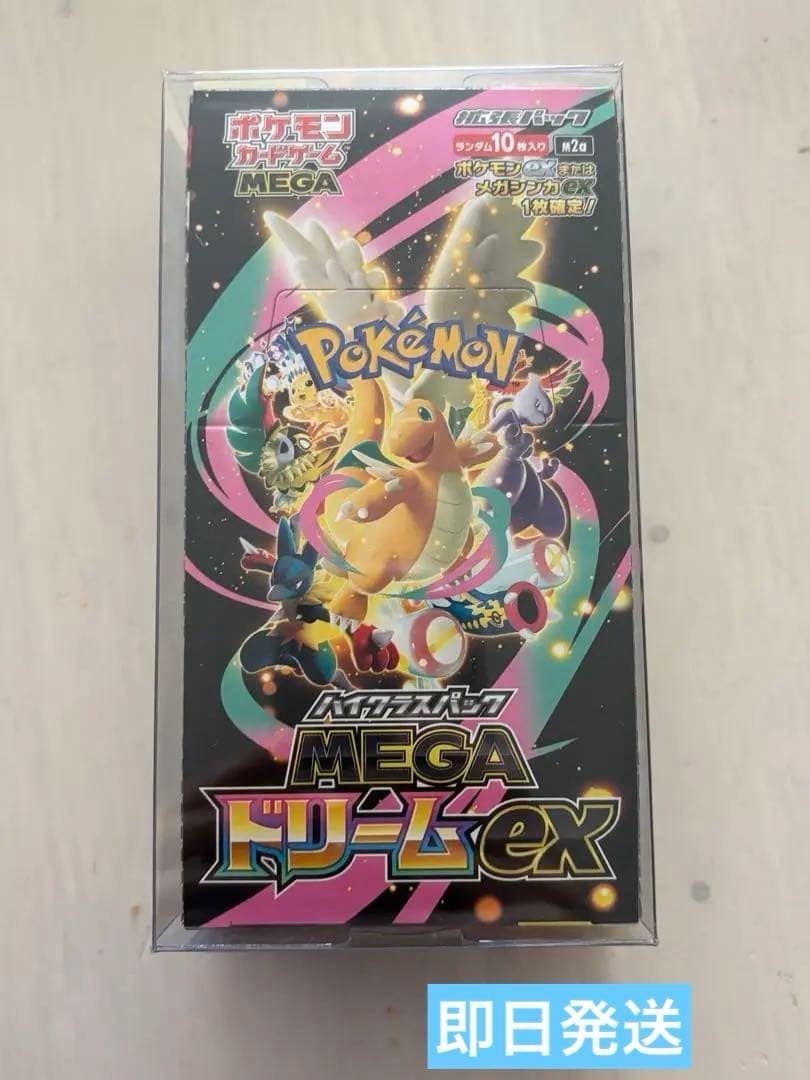 ポケモン
カードゲーム
MEGA
拡張パック
ランダム10枚入り M2a
ポケモンexまたは
メガシンカex
1枚確定!
POKÉMON
ハイクラスパック
MEGA
ドリームex
即日発送